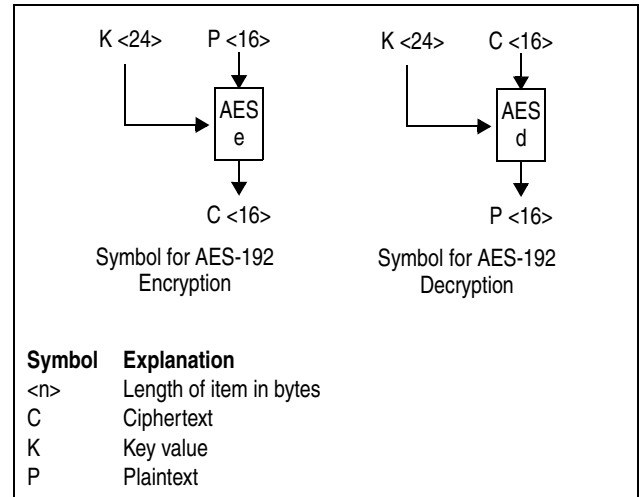 K <24> P <16> K <24> C <16>
AES AES
e d
C <16> P <16>
Symbol for AES-192 Symbol for AES-192
Encryption Decryption
Symbol Explanation
<n> Length of item in bytes
C Ciphertext
K Key value
P Plaintext